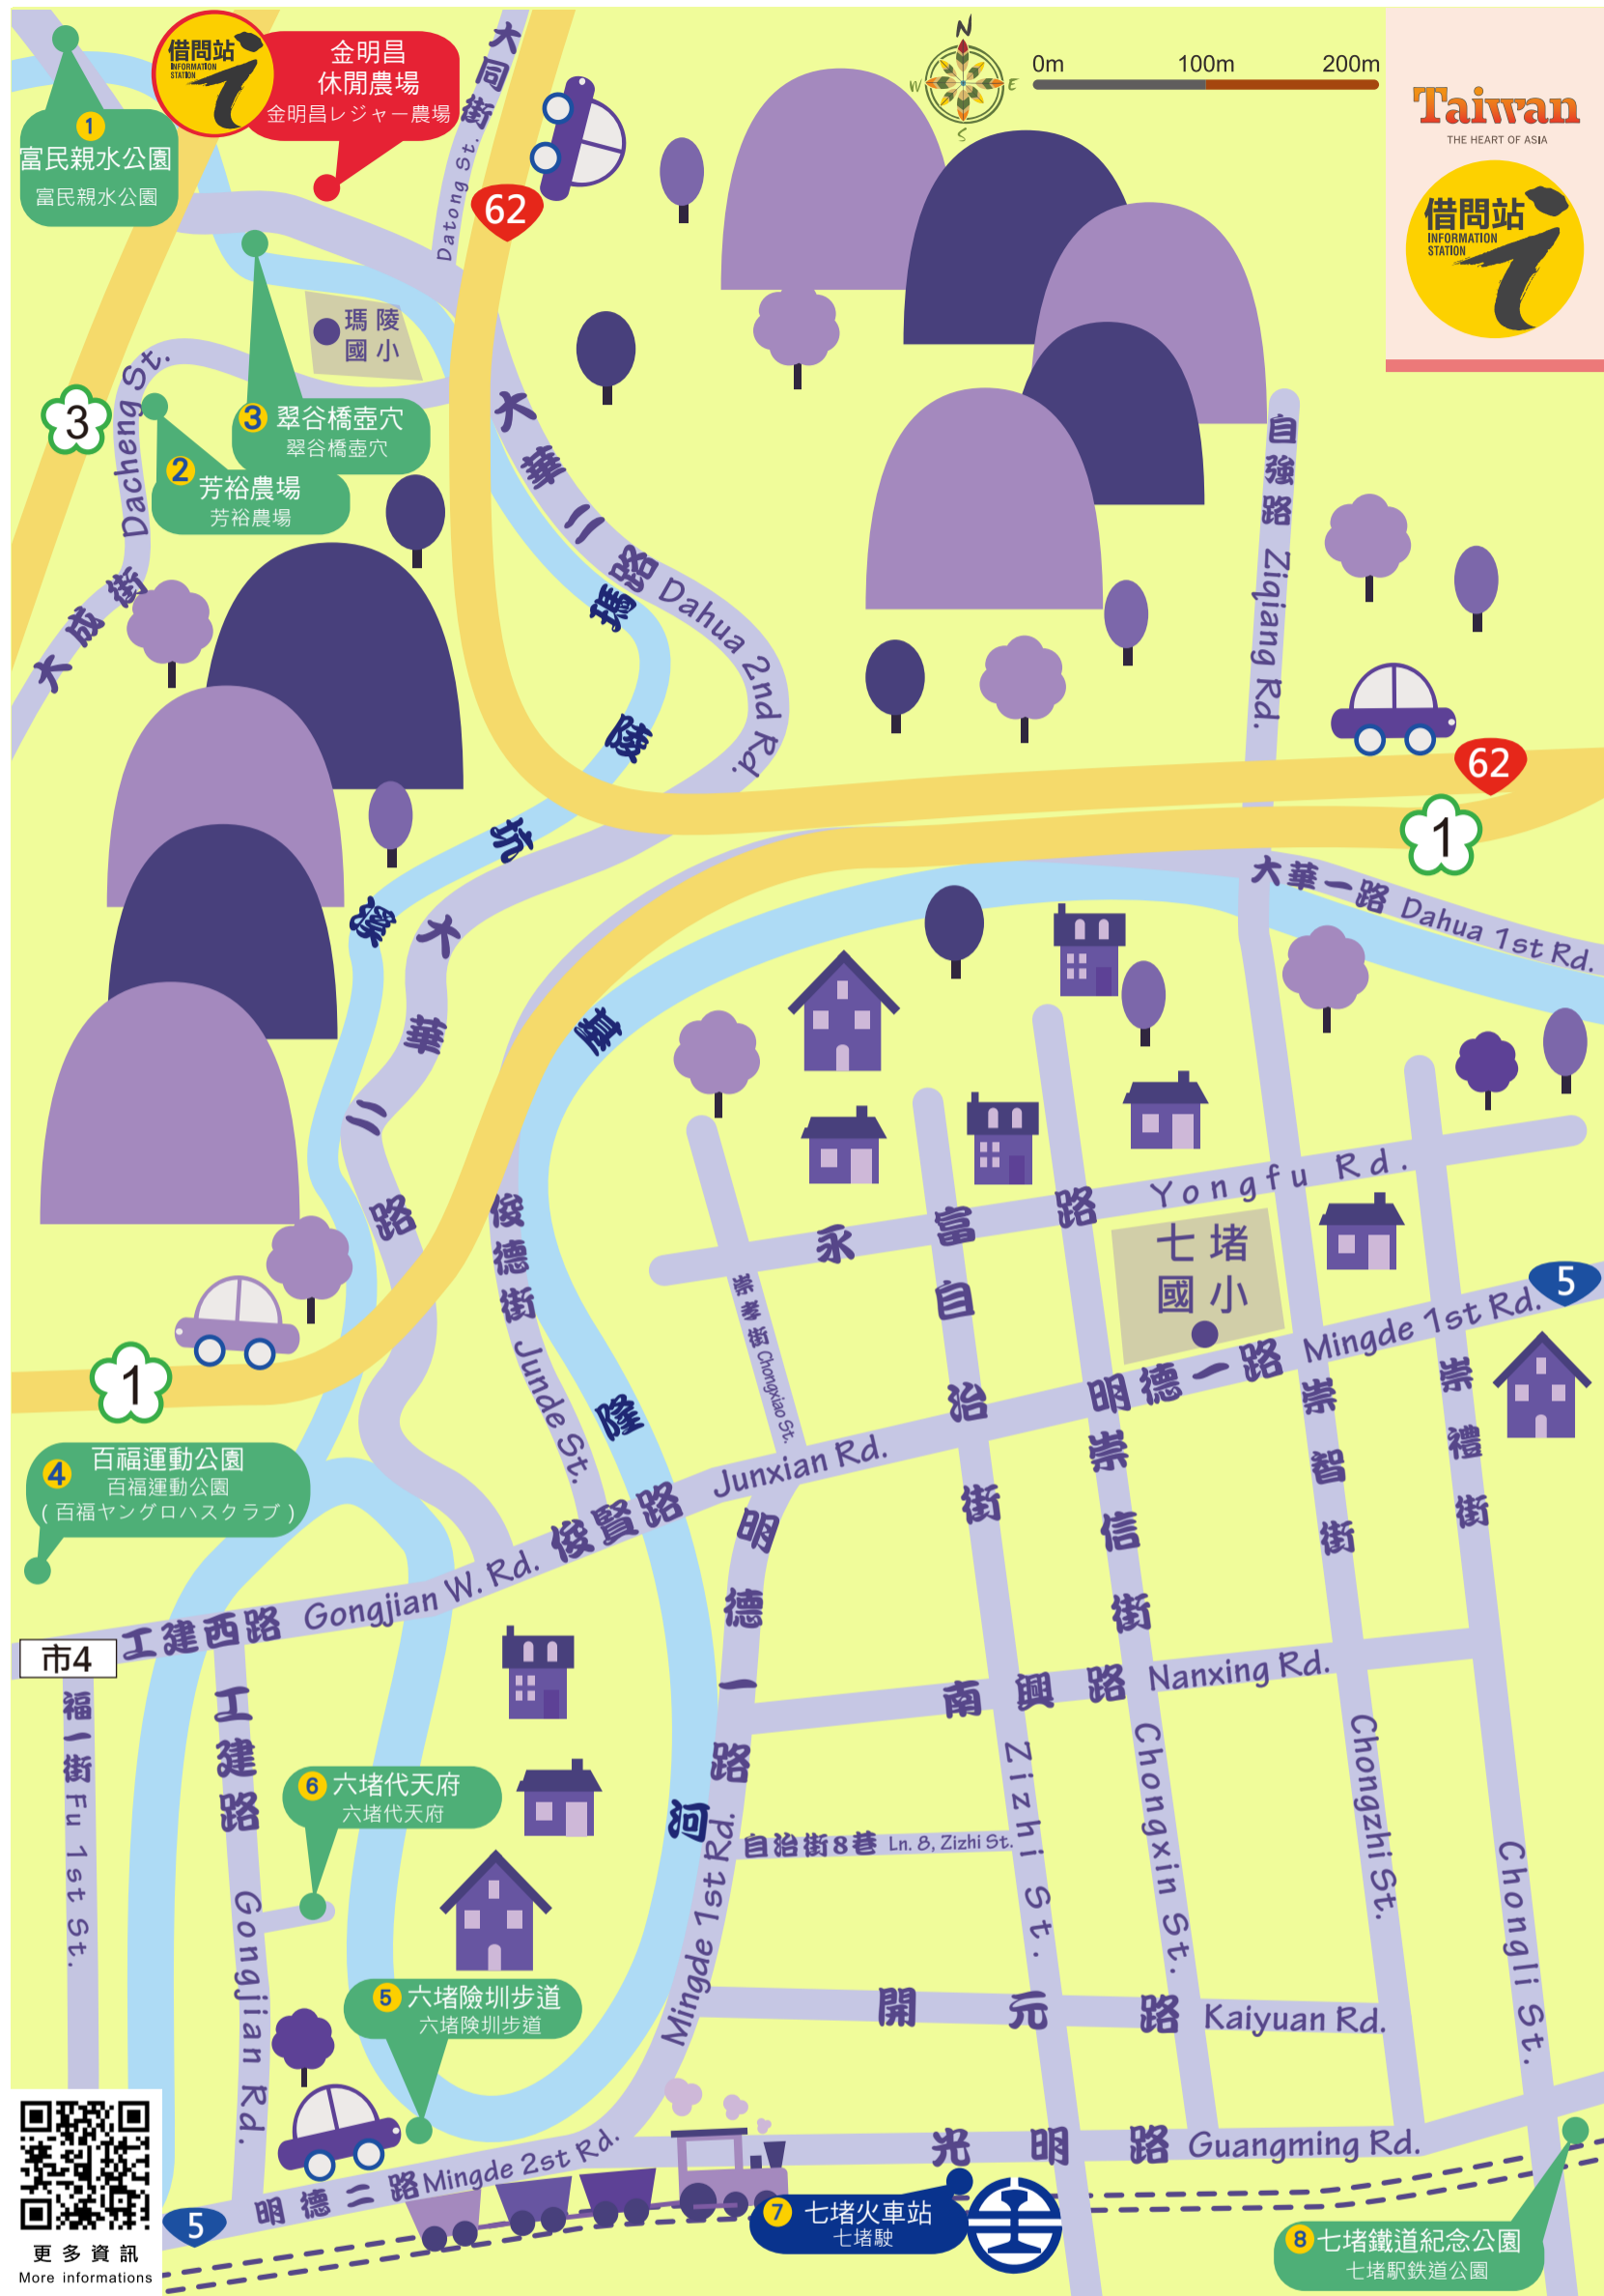 借問站
INFORMATION
STATION
金明昌
休閒農場
金明昌レジャー農場
大同街
Datong St.
N
W
E
S
0m 100m 200m
Taiwan
THE HEART OF ASIA
借問站
INFORMATION
STATION
1
富民親水公園
富民親水公園
62
瑪陵
國小
3
Dacheng St.
大成街
3 翠谷橋壺穴
翠谷橋壺穴
2
芳裕農場
芳裕農場
大華二路 Dahua 2nd Rd.
自強路 Ziqiang Rd.
瑪陵坑溪
62
1
大華一路 Dahua 1st Rd.
大華二路
基隆河
俊德街 Junde St.
永富路 Yongfu Rd.
七堵
國小
崇孝街 Chongxiao St.
5
明德一路 Mingde 1st Rd.
1
4 百福運動公園
百福運動公園
(百福ヤングロハスクラブ)
俊賢路 Junxian Rd.
工建西路 Gongjian W. Rd.
市4
福一街 Fu 1st St.
工建路 Gongjian Rd.
明德一路 Mingde 1st Rd.
自治街 Zizhi St.
崇信街 Chongxin St.
崇智街 Chongzhi St.
崇禮街 Chongli St.
南興路 Nanxing Rd.
6 六堵代天府
六堵代天府
自治街8巷 Ln. 8, Zizhi St.
5 六堵險圳步道
六堵険圳步道
開元路 Kaiyuan Rd.
光明路 Guangming Rd.
明德二路 Mingde 2st Rd.
5
7 七堵火車站
七堵駅
8 七堵鐵道紀念公園
七堵駅鉄道公園
更多資訊
More informations